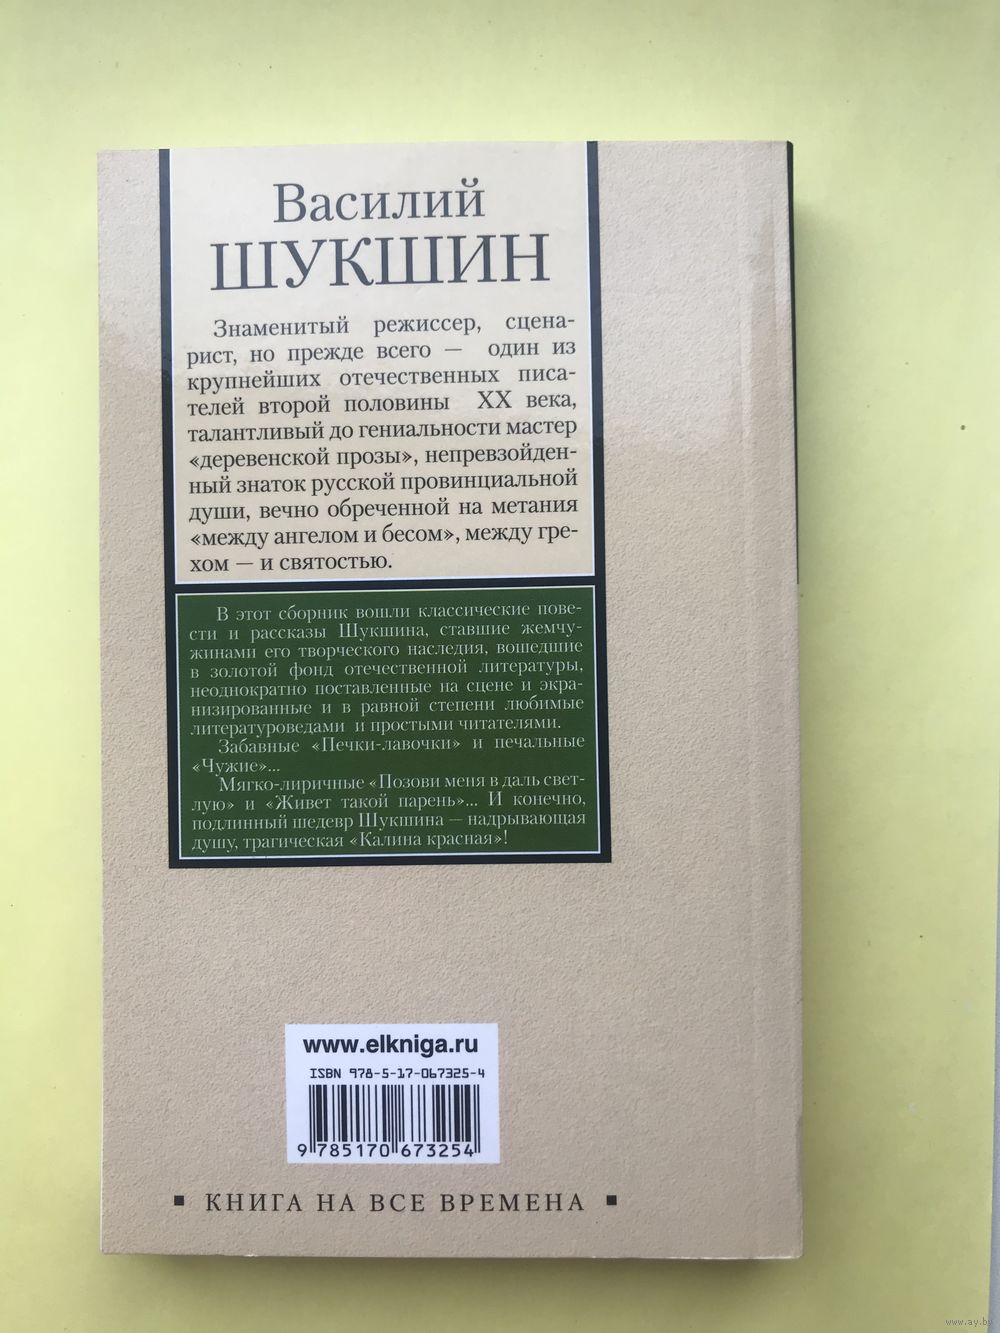 Василий
ШУКШИН
Знаменитый режиссер, сцена-
рист, но прежде всего — один из
крупнейших отечественных писа-
телей второй половины XX века,
талантливый до гениальности мастер
«деревенской прозы», непревзойден-
ный знаток русской провинциальной
души, вечно обреченной на метания
«между ангелом и бесом», между гре-
хом — и святостью.
В этот сборник вошли классические пове-
сти и рассказы Шукшина, ставшие жемчу-
жинами его творческого наследия, вошедшие
в золотой фонд отечественной литературы,
неоднократно поставленные на сцене и экра-
низированные и в равной степени любимые
литературоведами и простыми читателями.
Забавные «Печки-лавочки» и печальные
«Чужие»...
Мягко-лиричные «Позови меня в даль свет-
лую» и «Живет такой парень»... И конечно,
подлинный шедевр Шукшина — надрывающая
душу, трагическая «Калина красная»!
www.elkniga.ru
ISBN 978-5-17-067325-4
9 785170 673254
▪ КНИГА НА ВСЕ ВРЕМЕНА ▪
www.ay.by